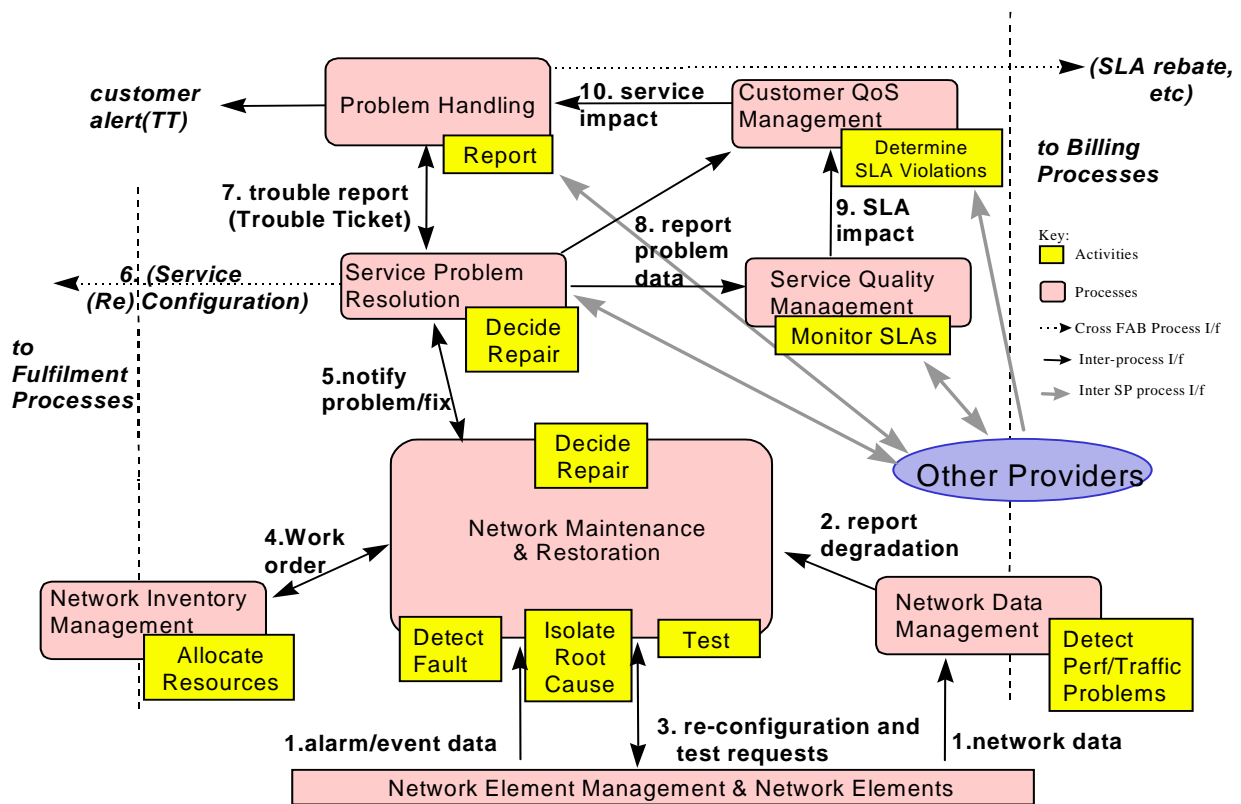 customer
alert(TT)
Problem Handling
Report
10. service
impact
Customer QoS
Management
Determine
SLA Violations
(SLA rebate,
etc)
to Billing
Processes
7. trouble report
(Trouble Ticket)
8. report
problem
data
9. SLA
impact
Key:
Activities
Processes
Cross FAB Process I/f
Inter-process I/f
Inter SP process I/f
6. (Service
(Re) Configuration)
Service Problem
Resolution
Decide
Repair
Service Quality
Management
Monitor SLAs
to
Fulfilment
Processes
5.notify
problem/fix
Decide
Repair
Other Providers
Network Maintenance
& Restoration
4.Work
order
2. report
degradation
Network Inventory
Management
Allocate
Resources
Detect
Fault
Isolate
Root
Cause
Test
Network Data
Management
Detect
Perf/Traffic
Problems
1.alarm/event data
3. re-configuration and
test requests
1.network data
Network Element Management & Network Elements